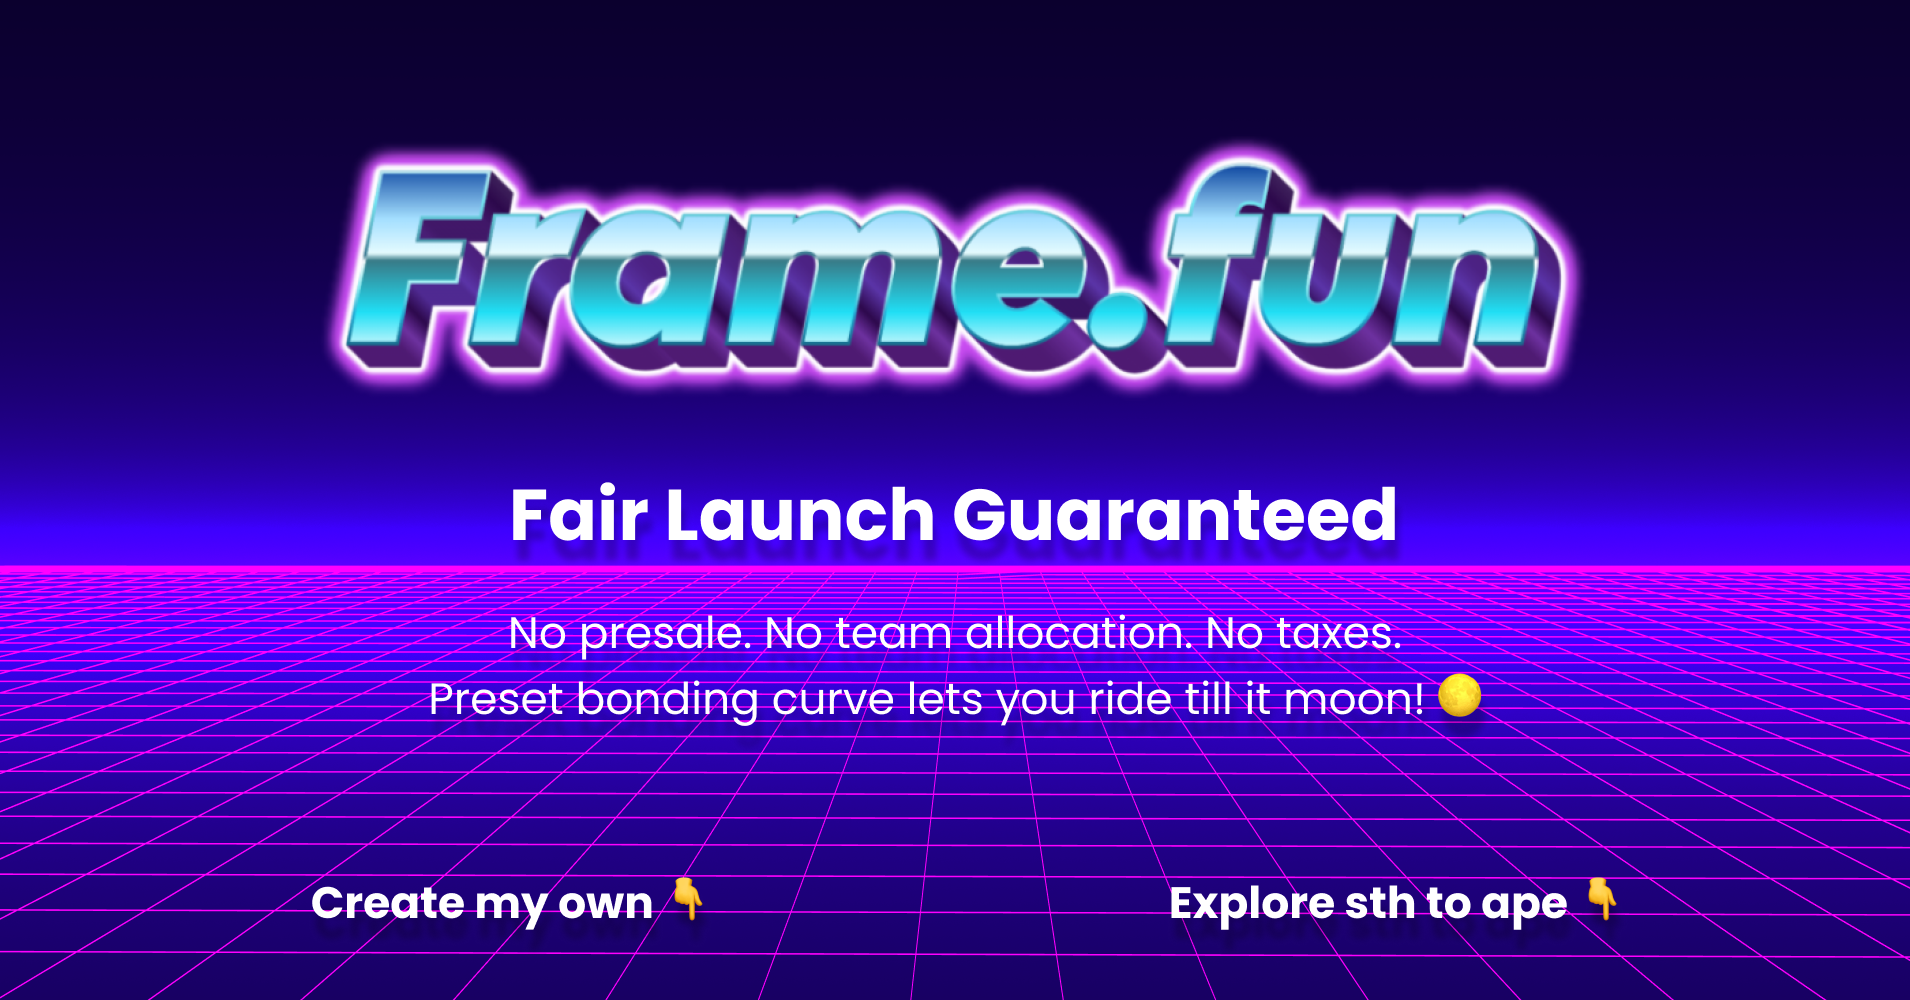 Frame.fun
Fair Launch Guaranteed
No presale. No team allocation. No taxes.
Preset bonding curve lets you ride till it moon! 🌕
Create my own 👇
Explore sth to ape 👇